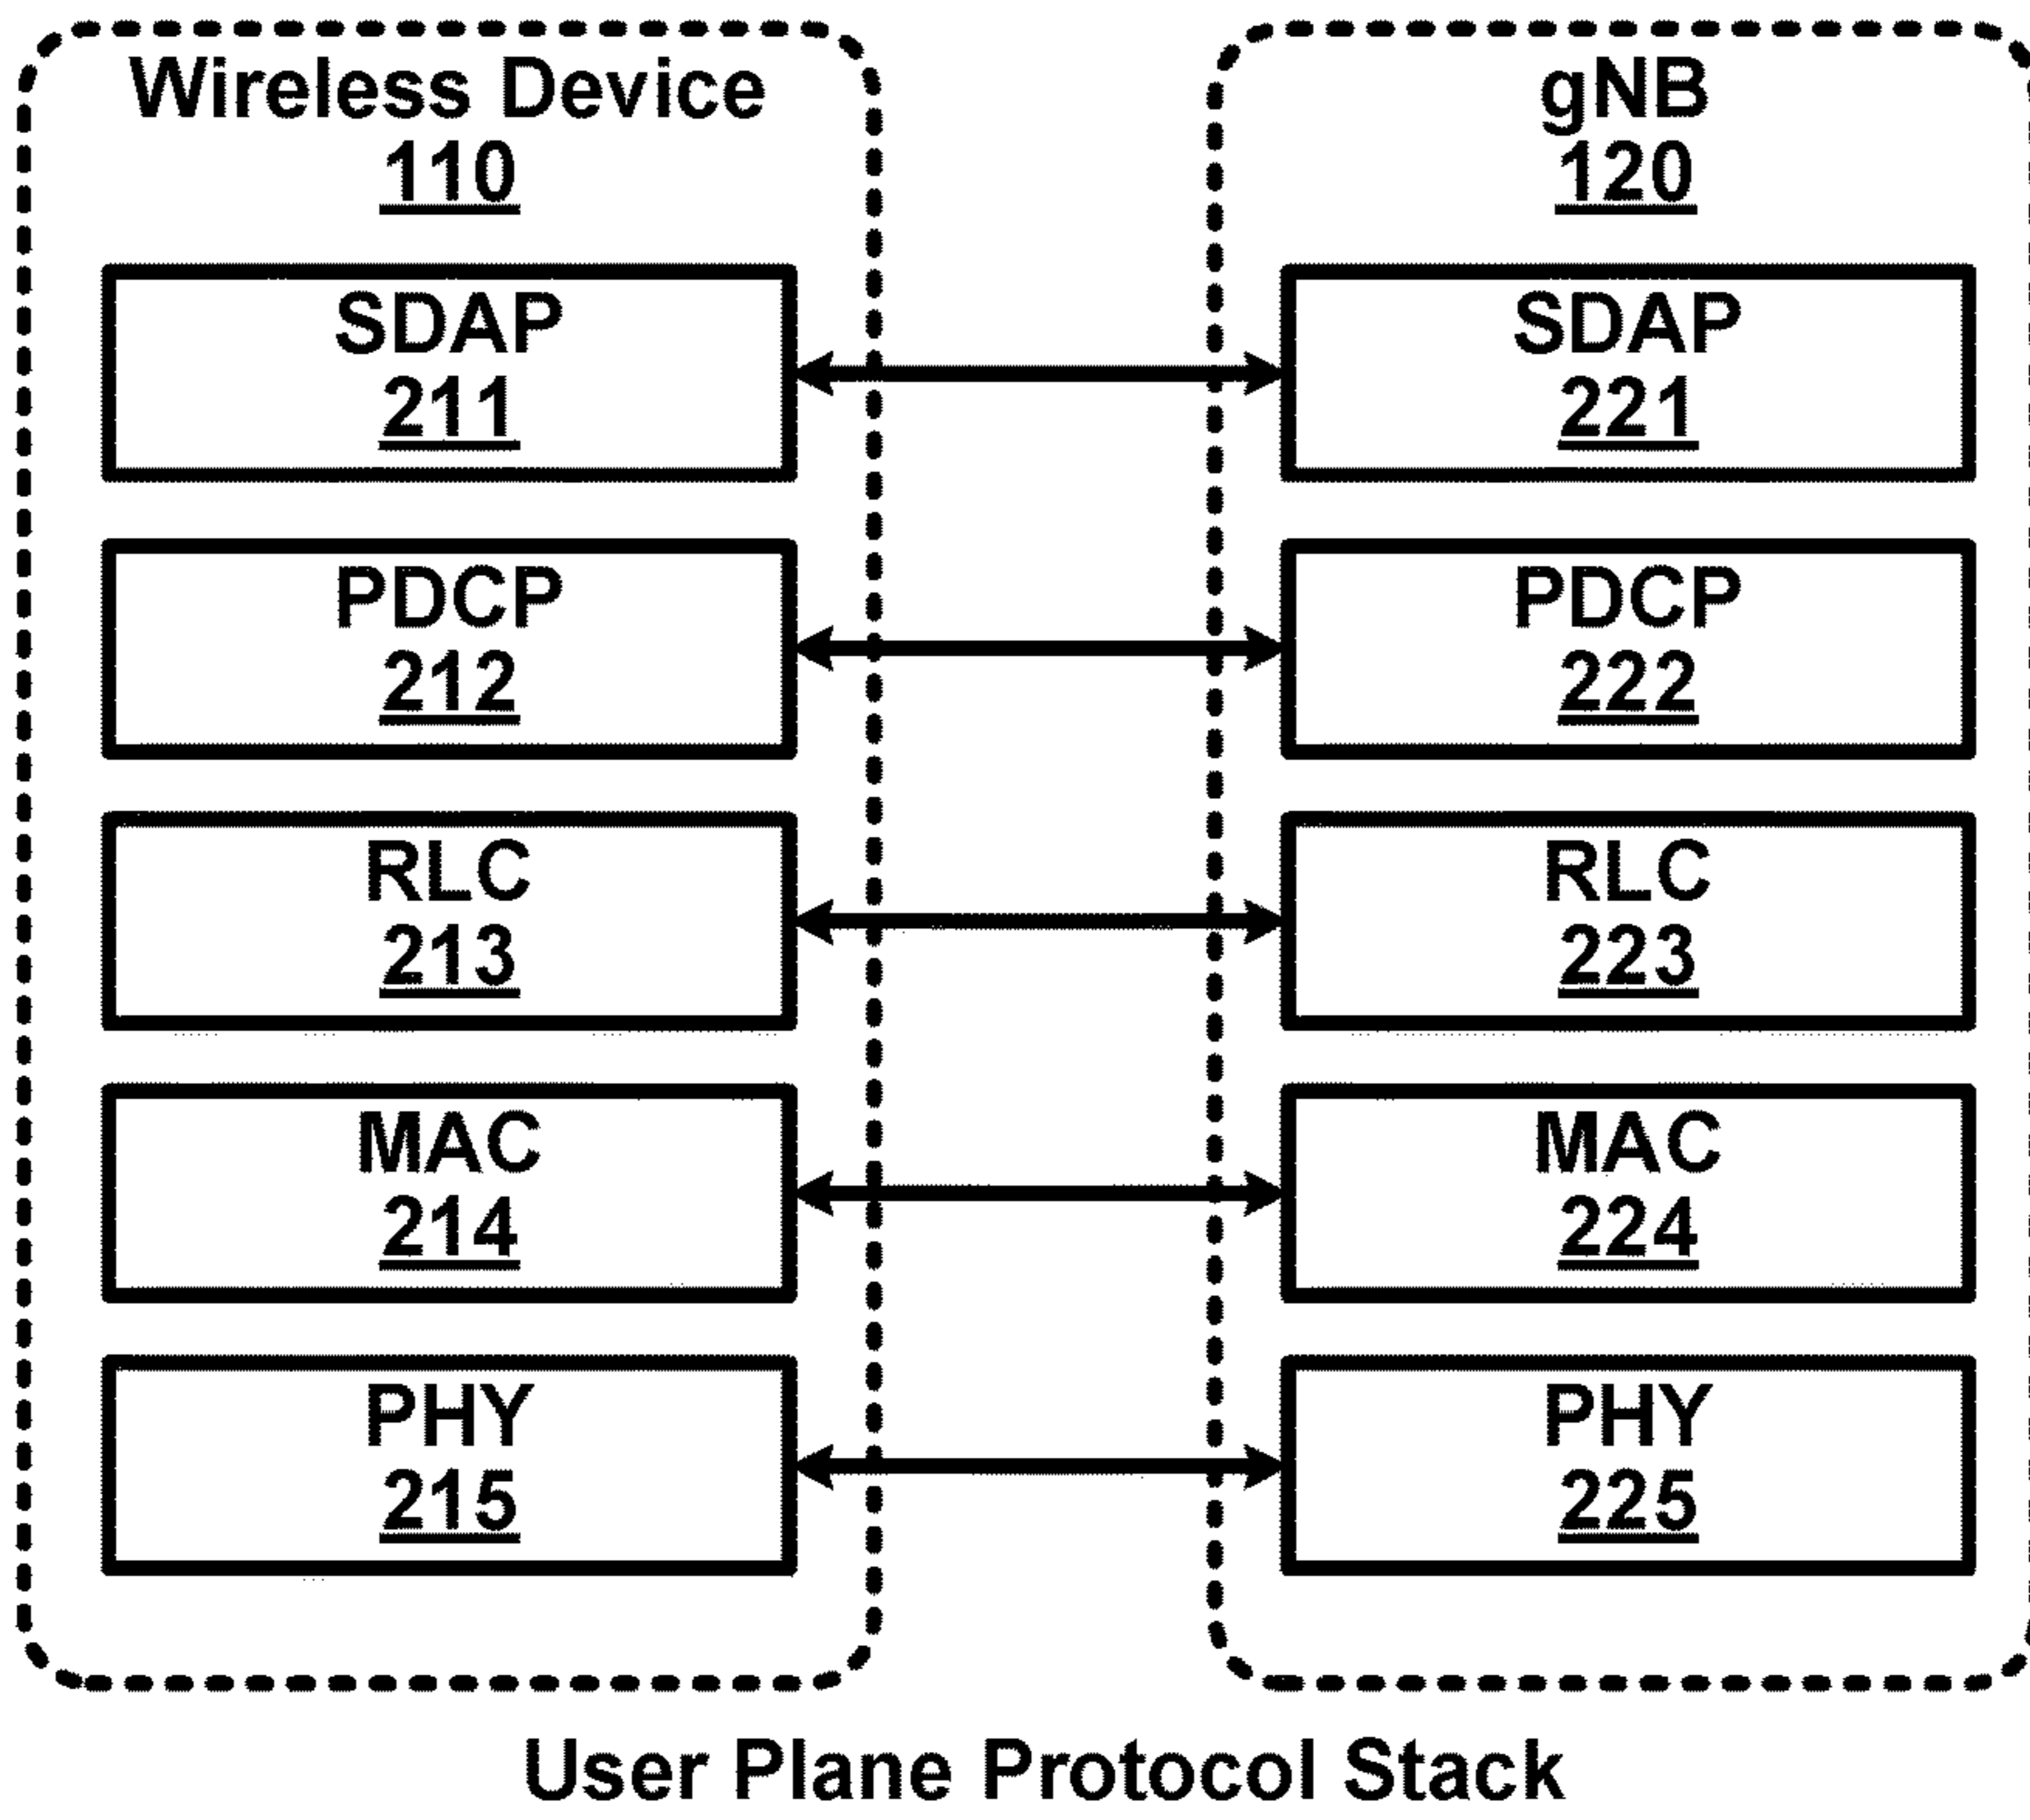 Wireless Device
110
SDAP
211
PDCP
212
RLC
213
MAC
214
PHY
215
gNB
120
SDAP
221
PDCP
222
RLC
223
MAC
224
PHY
225
User Plane Protocol Stack